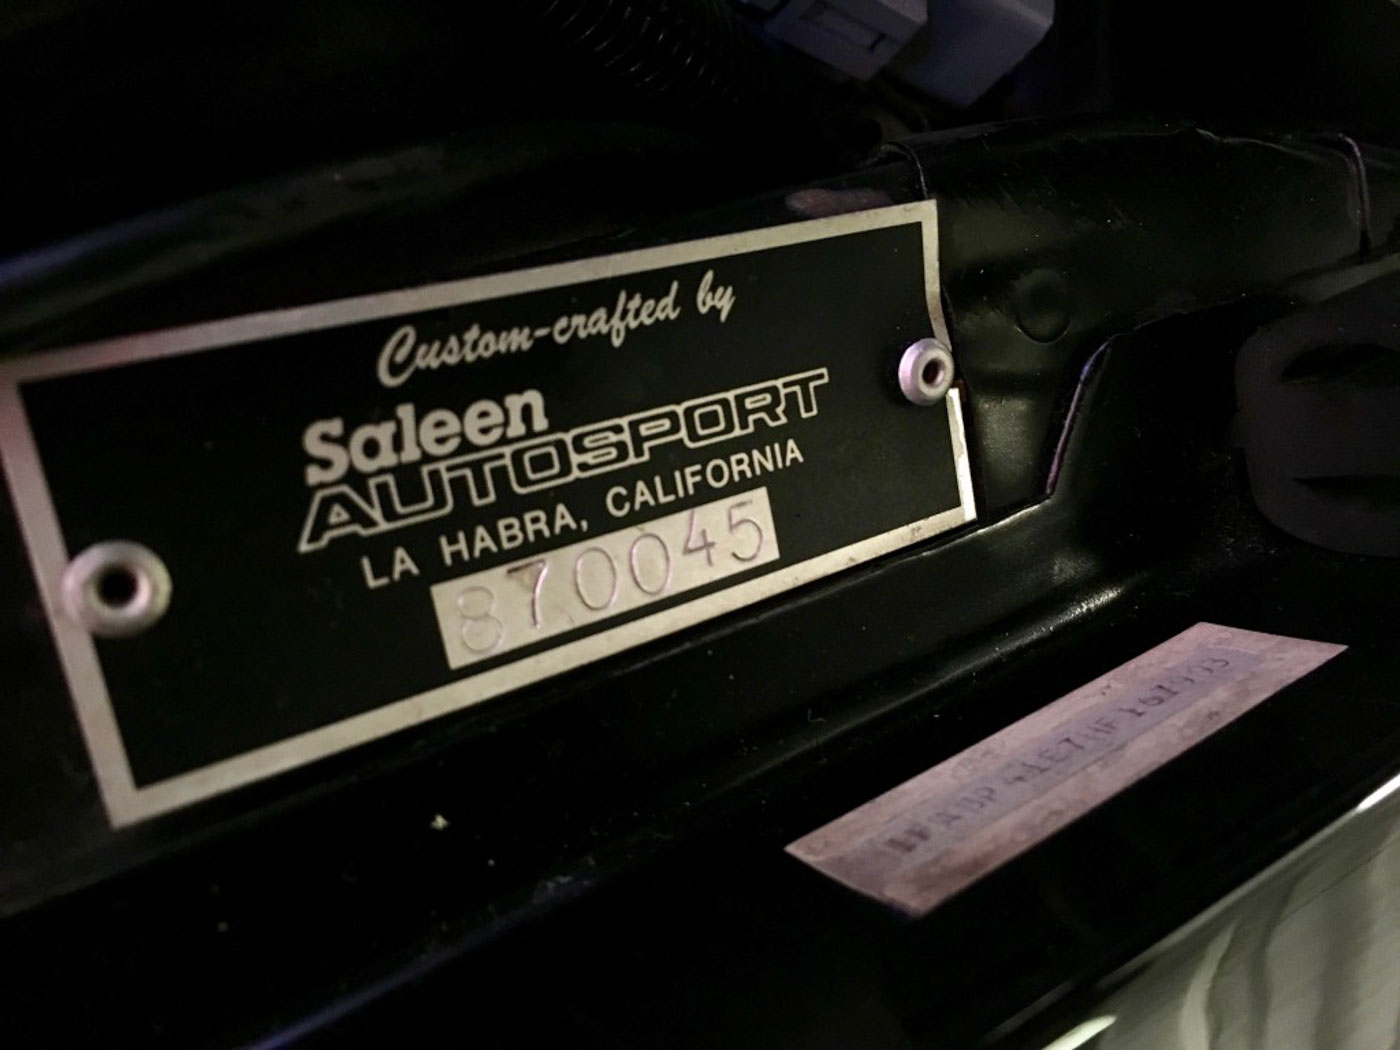 Custom-crafted by
Saleen
AUTOSPORT
LA HABRA, CALIFORNIA
870045